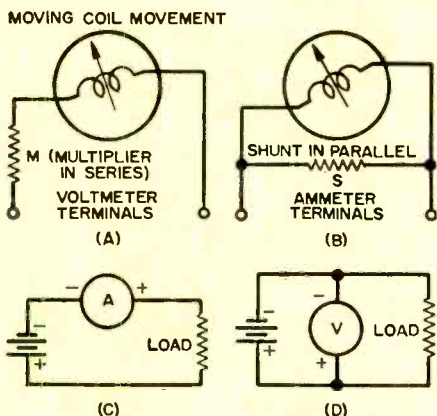 MOVING COIL MOVEMENT
M (MULTIPLIER
IN SERIES)
VOLTMETER
TERMINALS
(A)
SHUNT IN PARALLEL
S
AMMETER
TERMINALS
(B)
- A +
LOAD
-
+
(C)
-
-
V
LOAD
+
+
(D)